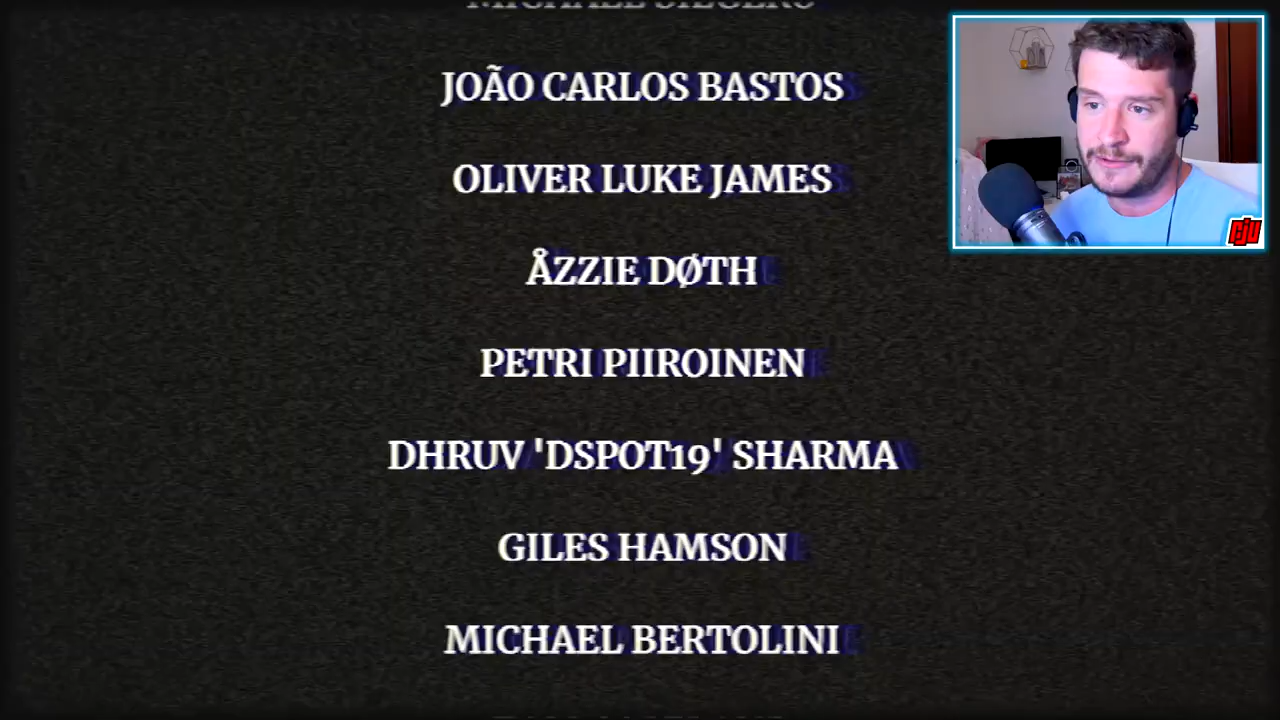 JOÃO CARLOS BASTOS
OLIVER LUKE JAMES
ÅZZIE DØTH
PETRI PIIROINEN
DHRUV 'DSPOT19' SHARMA
GILES HAMSON
MICHAEL BERTOLINI